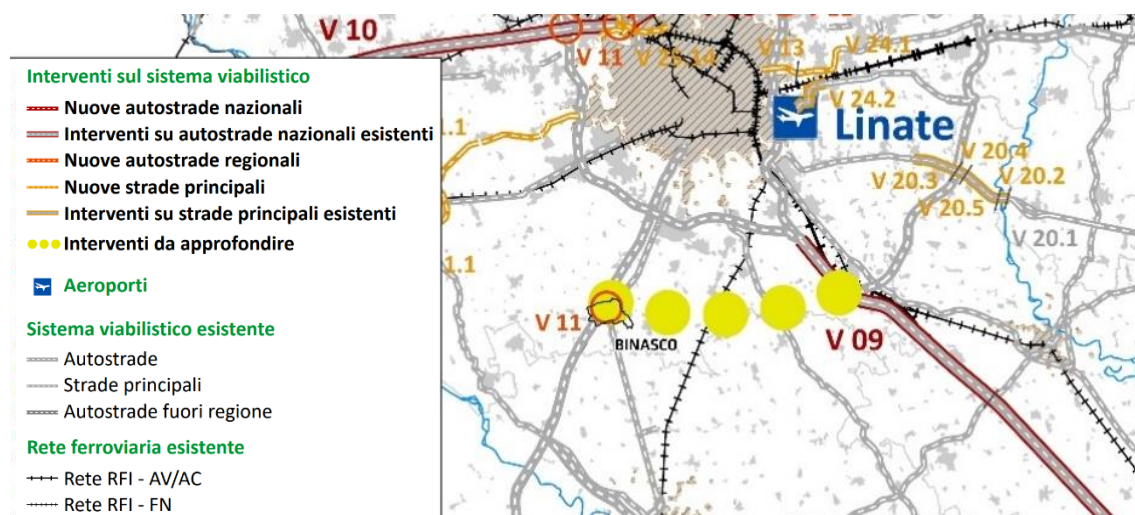 V 10
V 11
V 13
V 24.1
V 24.2
Linate
Interventi sul sistema viabilistico
Nuove autostrade nazionali
Interventi su autostrade nazionali esistenti
Nuove autostrade regionali
Nuove strade principali
Interventi su strade principali esistenti
Interventi da approfondire
Aeroporti
Sistema viabilistico esistente
Autostrade
Strade principali
Autostrade fuori regione
Rete ferroviaria esistente
Rete RFI - AV/AC
Rete RFI - FN
.1
1.1
V 20.4
V 20.3
V 20.2
V 20.5
V 20.1
V 11
BINASCO
V 09